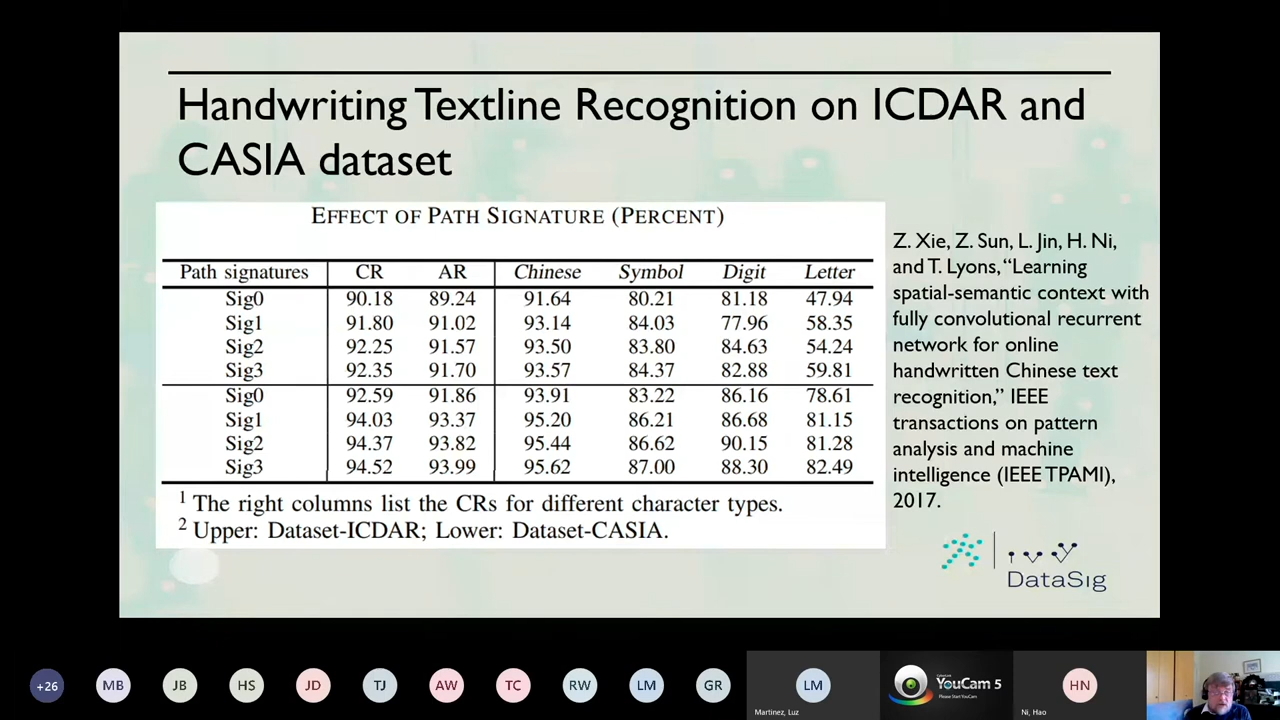 Handwriting Textline Recognition on ICDAR and
CASIA dataset
EFFECT OF PATH SIGNATURE (PERCENT)
Path signatures CR AR Chinese Symbol Digit Letter
Sig0 90.18 89.24 91.64 80.21 81.18 47.94
Sig1 91.80 91.02 93.14 84.03 77.96 58.35
Sig2 92.25 91.57 93.50 83.80 84.63 54.24
Sig3 92.35 91.70 93.57 84.37 82.88 59.81
Sig0 92.59 91.86 93.91 83.22 86.16 78.61
Sig1 94.03 93.37 95.20 86.21 86.68 81.15
Sig2 94.37 93.82 95.44 86.62 90.15 81.28
Sig3 94.52 93.99 95.62 87.00 88.30 82.49
1 The right columns list the CRs for different character types.
2 Upper: Dataset-ICDAR; Lower: Dataset-CASIA.
Z. Xie, Z. Sun, L. Jin, H. Ni,
and T. Lyons, “Learning
spatial-semantic context with
fully convolutional recurrent
network for online
handwritten Chinese text
recognition,” IEEE
transactions on pattern
analysis and machine
intelligence (IEEE TPAMI),
2017.
DataSig
+26 MB JB HS JD TJ AW TC RW LM GR LM YouCam 5 HN
Please Start YouCam
Martinez, Luz
Ni, Hao